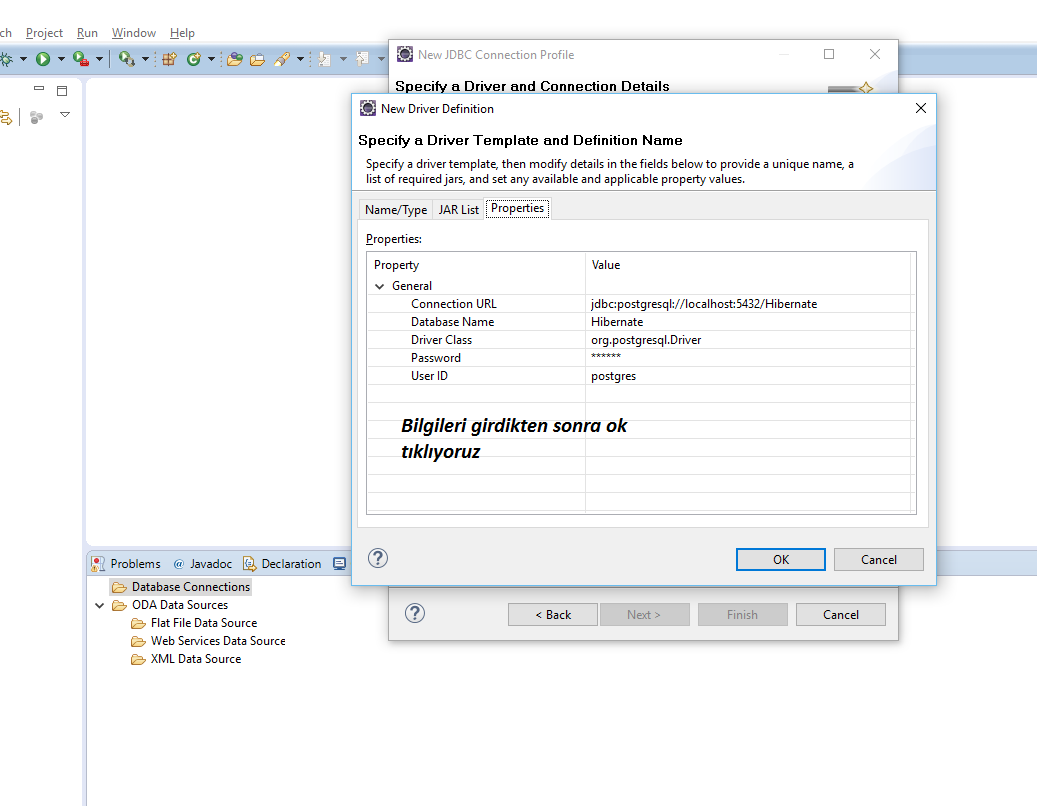 ch Project Run Window Help
New JDBC Connection Profile
Specify a Driver and Connection Details
New Driver Definition
Specify a Driver Template and Definition Name
Specify a driver template, then modify details in the fields below to provide a unique name, a
list of required jars, and set any available and applicable property values.
Name/Type JAR List Properties
Properties:
Property Value
General
Connection URL jdbc:postgresql://localhost:5432/Hibernate
Database Name Hibernate
Driver Class org.postgresql.Driver
Password ******
User ID postgres
Bilgileri girdikten sonra ok
tıklıyoruz
OK Cancel
Problems @ Javadoc Declaration
Database Connections
ODA Data Sources
Flat File Data Source
Web Services Data Source
XML Data Source
< Back Next > Finish Cancel